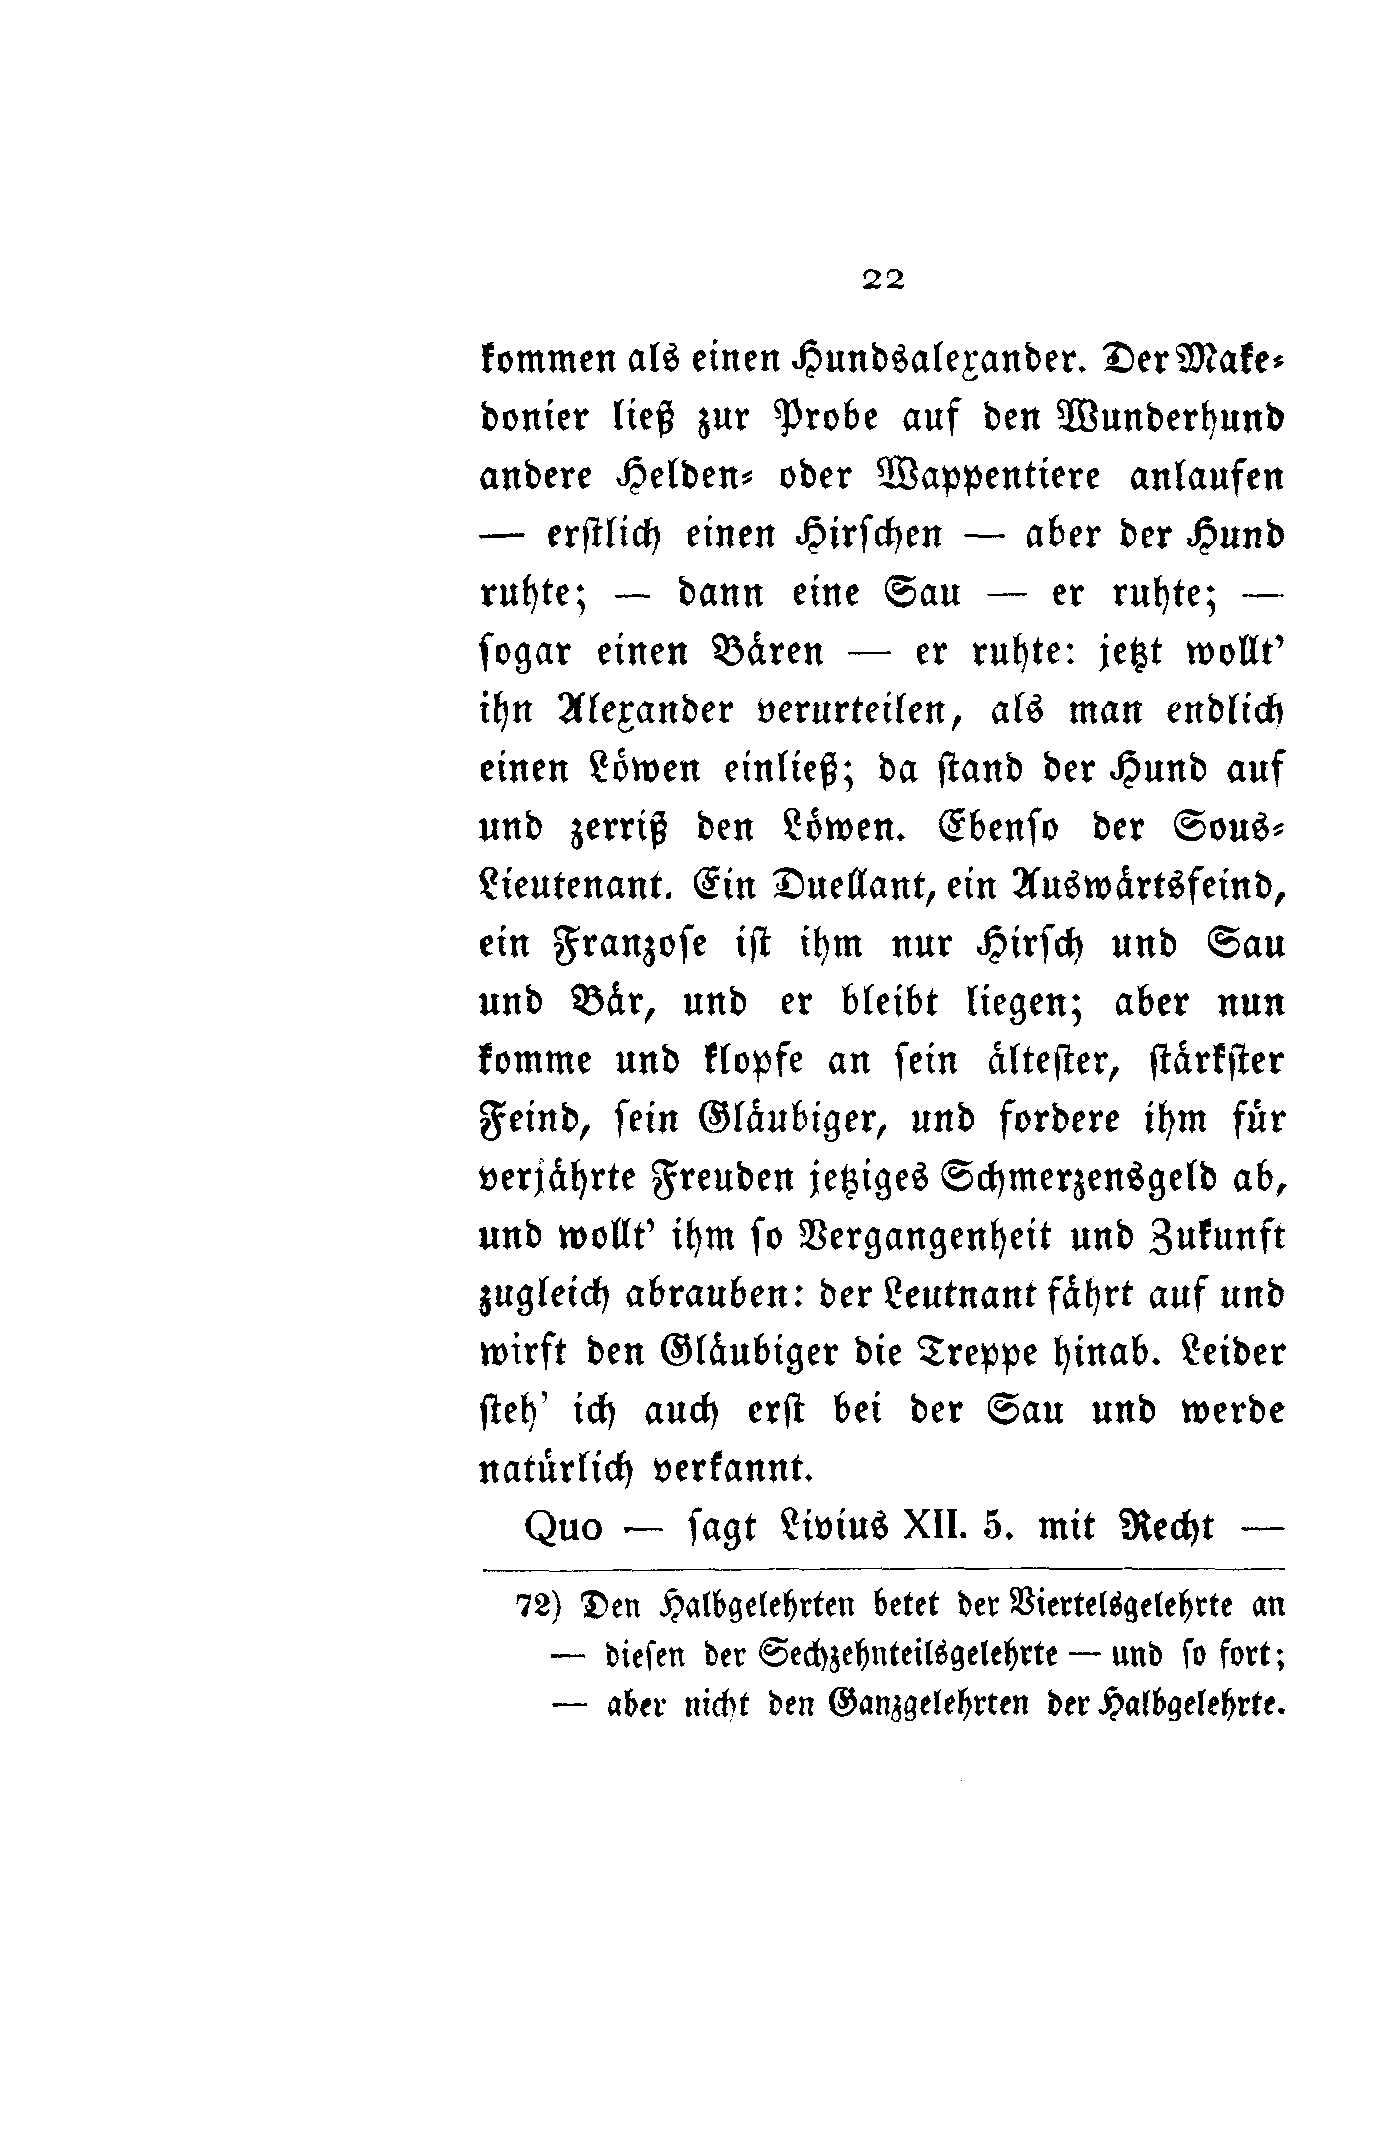 22
kommen als einen Hundsalexander. Der Make-
donier ließ zur Probe auf den Wunderhund
andere Helden- oder Wappentiere anlaufen
— erstlich einen Hirschen — aber der Hund
ruhte; — dann eine Sau — er ruhte; —
sogar einen Bären — er ruhte: jetzt wollt'
ihn Alexander verurteilen, als man endlich
einen Löwen einließ; da stand der Hund auf
und zerriß den Löwen. Ebenso der Sous-
Lieutenant. Ein Duellant, ein Auswärtsfeind,
ein Franzose ist ihm nur Hirsch und Sau
und Bär, und er bleibt liegen; aber nun
komme und klopfe an sein ältester, stärkster
Feind, sein Gläubiger, und fordere ihm für
verjährte Freuden jetziges Schmerzensgeld ab,
und wollt' ihm so Vergangenheit und Zukunft
zugleich abrauben: der Leutnant fährt auf und
wirft den Gläubiger die Treppe hinab. Leider
steh' ich auch erst bei der Sau und werde
natürlich verkannt.
Quo — sagt Livius XII. 5. mit Recht —
72) Den Halbgelehrten betet der Viertelsgelehrte an
— diesen der Sechzehnteilsgelehrte — und so fort;
— aber nicht den Ganzgelehrten der Halbgelehrte.